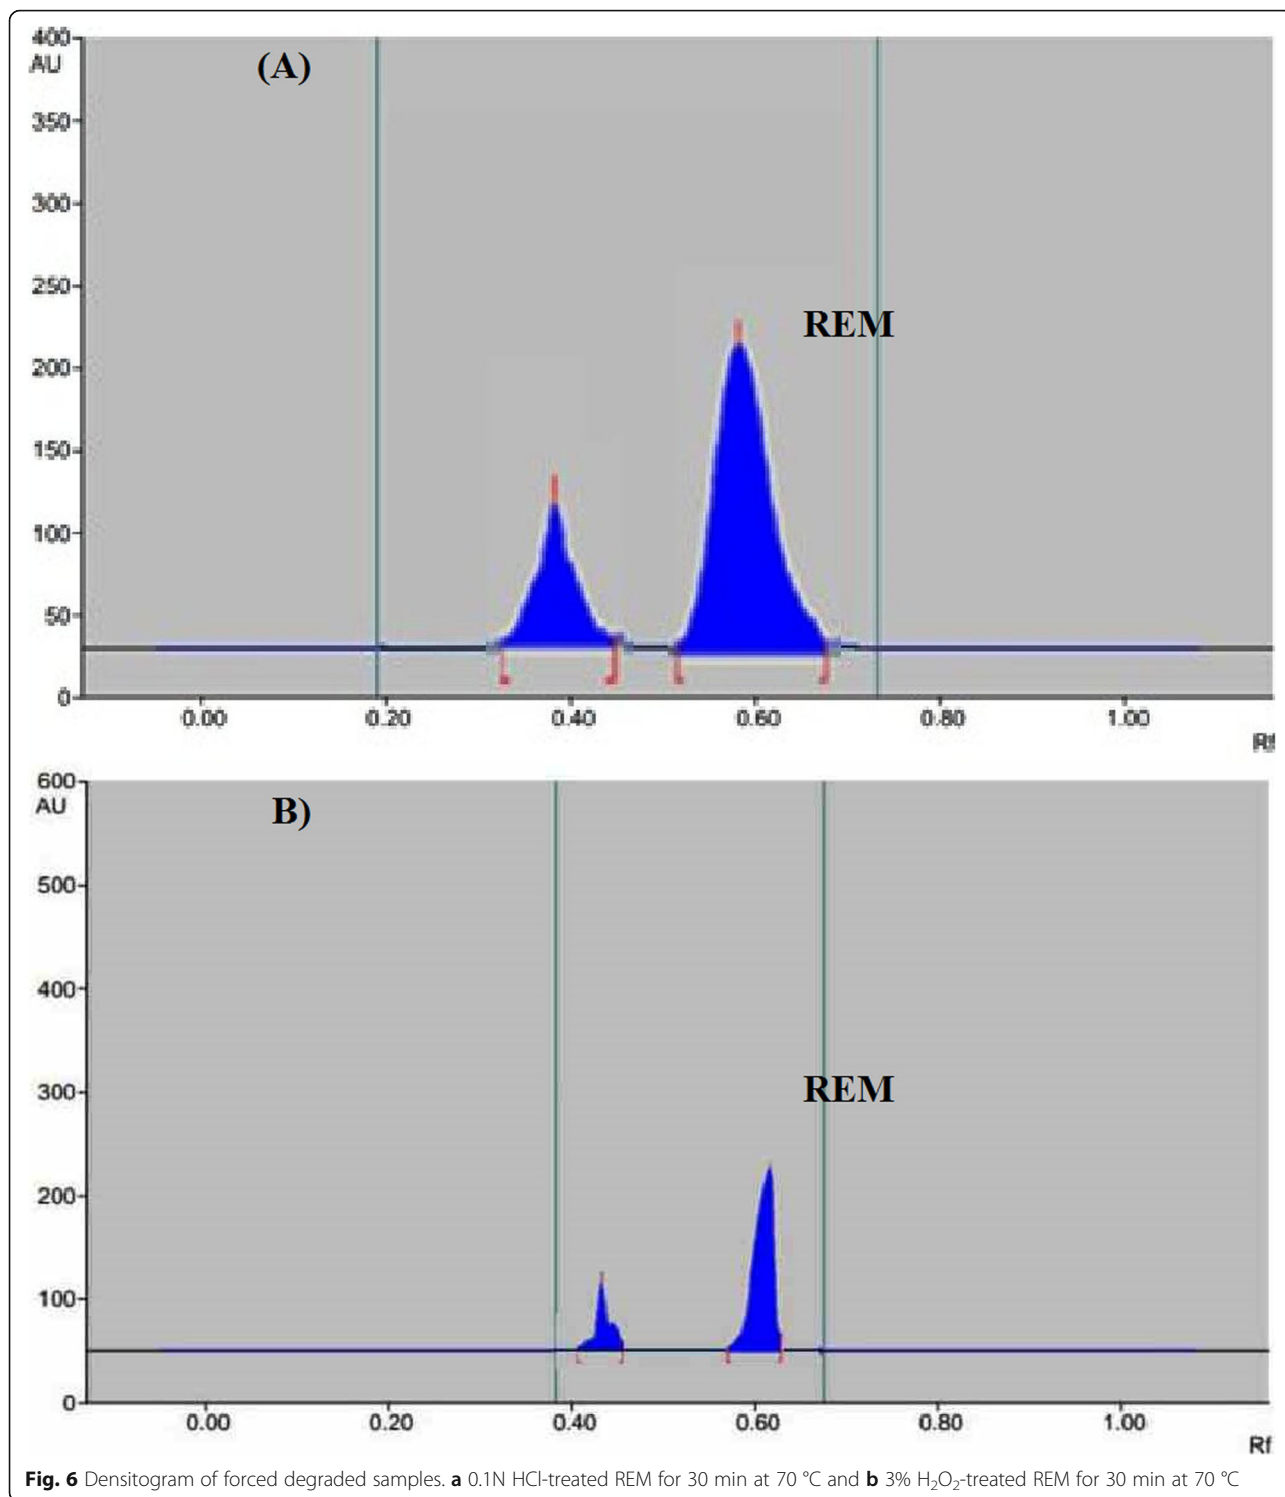 400
AU
(A)
350
300
250
REM
200
150
100
50
0
0.00 0.20 0.40 0.60 0.80 1.00
Rf
600
AU
B)
500
400
300
REM
200
100
0
0.00 0.20 0.40 0.60 0.80 1.00
Rf
Fig. 6 Densitogram of forced degraded samples. a 0.1N HCl-treated REM for 30 min at 70 °C and b 3% H₂O₂-treated REM for 30 min at 70 °C